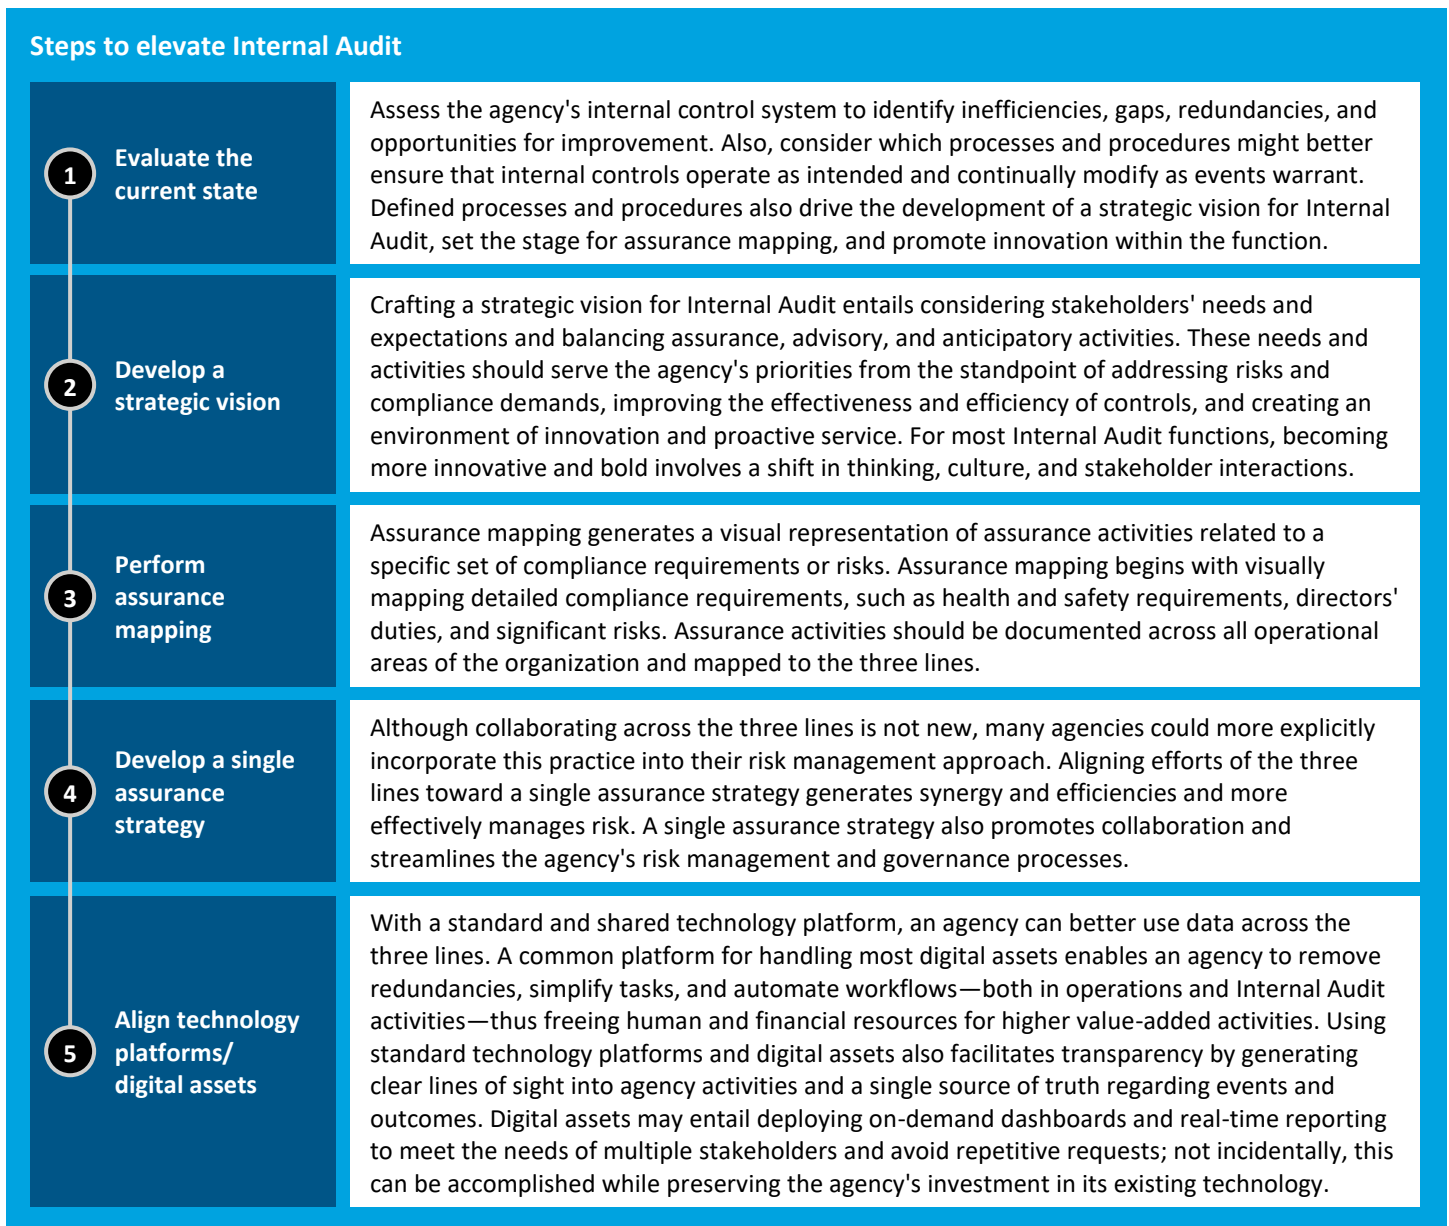 Steps to elevate Internal Audit
1
Evaluate the
current state
Assess the agency's internal control system to identify inefficiencies, gaps, redundancies, and
opportunities for improvement. Also, consider which processes and procedures might better
ensure that internal controls operate as intended and continually modify as events warrant.
Defined processes and procedures also drive the development of a strategic vision for Internal
Audit, set the stage for assurance mapping, and promote innovation within the function.
2
Develop a
strategic vision
Crafting a strategic vision for Internal Audit entails considering stakeholders' needs and
expectations and balancing assurance, advisory, and anticipatory activities. These needs and
activities should serve the agency's priorities from the standpoint of addressing risks and
compliance demands, improving the effectiveness and efficiency of controls, and creating an
environment of innovation and proactive service. For most Internal Audit functions, becoming
more innovative and bold involves a shift in thinking, culture, and stakeholder interactions.
3
Perform
assurance
mapping
Assurance mapping generates a visual representation of assurance activities related to a
specific set of compliance requirements or risks. Assurance mapping begins with visually
mapping detailed compliance requirements, such as health and safety requirements, directors'
duties, and significant risks. Assurance activities should be documented across all operational
areas of the organization and mapped to the three lines.
4
Develop a single
assurance
strategy
Although collaborating across the three lines is not new, many agencies could more explicitly
incorporate this practice into their risk management approach. Aligning efforts of the three
lines toward a single assurance strategy generates synergy and efficiencies and more
effectively manages risk. A single assurance strategy also promotes collaboration and
streamlines the agency's risk management and governance processes.
5
Align technology
platforms/
digital assets
With a standard and shared technology platform, an agency can better use data across the
three lines. A common platform for handling most digital assets enables an agency to remove
redundancies, simplify tasks, and automate workflows—both in operations and Internal Audit
activities—thus freeing human and financial resources for higher value-added activities. Using
standard technology platforms and digital assets also facilitates transparency by generating
clear lines of sight into agency activities and a single source of truth regarding events and
outcomes. Digital assets may entail deploying on-demand dashboards and real-time reporting
to meet the needs of multiple stakeholders and avoid repetitive requests; not incidentally, this
can be accomplished while preserving the agency's investment in its existing technology.